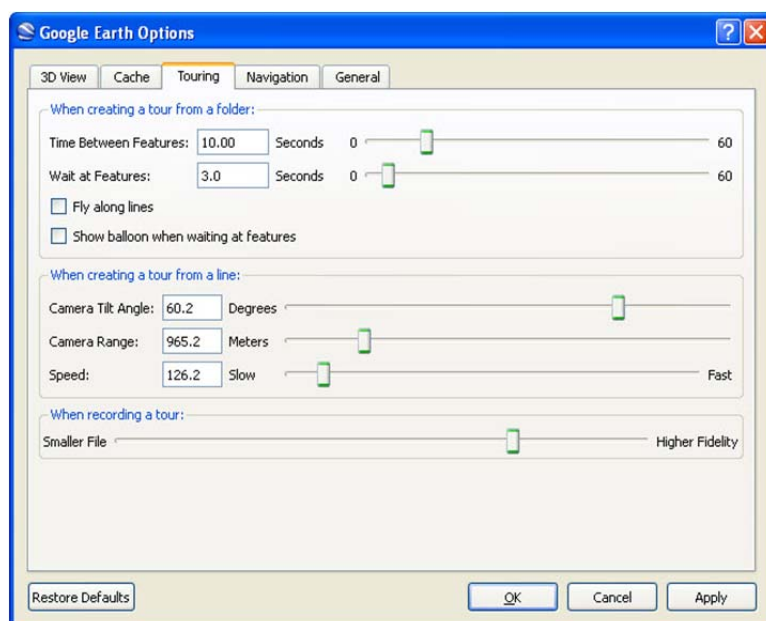 Google Earth Options
3D View Cache Touring Navigation General
When creating a tour from a folder:
Time Between Features: 10.00 Seconds 0 60
Wait at Features: 3.0 Seconds 0 60
Fly along lines
Show balloon when waiting at features
When creating a tour from a line:
Camera Tilt Angle: 60.2 Degrees
Camera Range: 965.2 Meters
Speed: 126.2 Slow Fast
When recording a tour:
Smaller File Higher Fidelity
Restore Defaults OK Cancel Apply